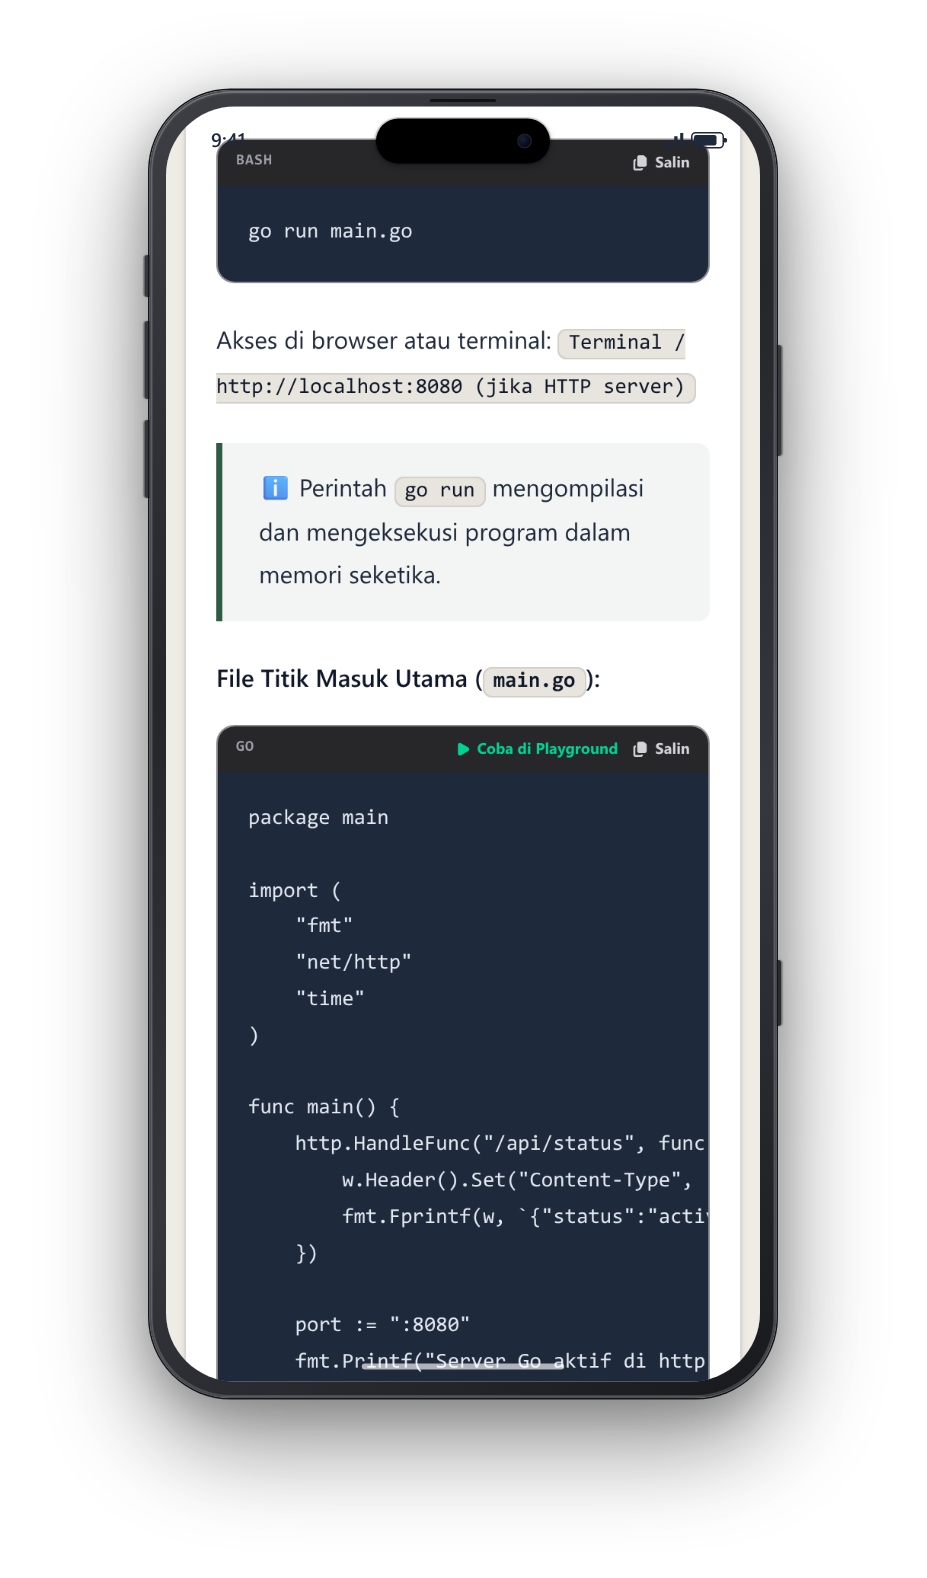 9:41
BASH Salin
go run main.go
Akses di browser atau terminal: Terminal /
http://localhost:8080 (jika HTTP server)
Perintah go run mengompilasi
dan mengeksekusi program dalam
memori seketika.
File Titik Masuk Utama (main.go):
GO Coba di Playground Salin
package main
import (
    "fmt"
    "net/http"
    "time"
)
func main() {
    http.HandleFunc("/api/status", func
        w.Header().Set("Content-Type",
        fmt.Fprintf(w, `{"status":"activ
    })
    port := ":8080"
    fmt.Printf("Server Go aktif di http